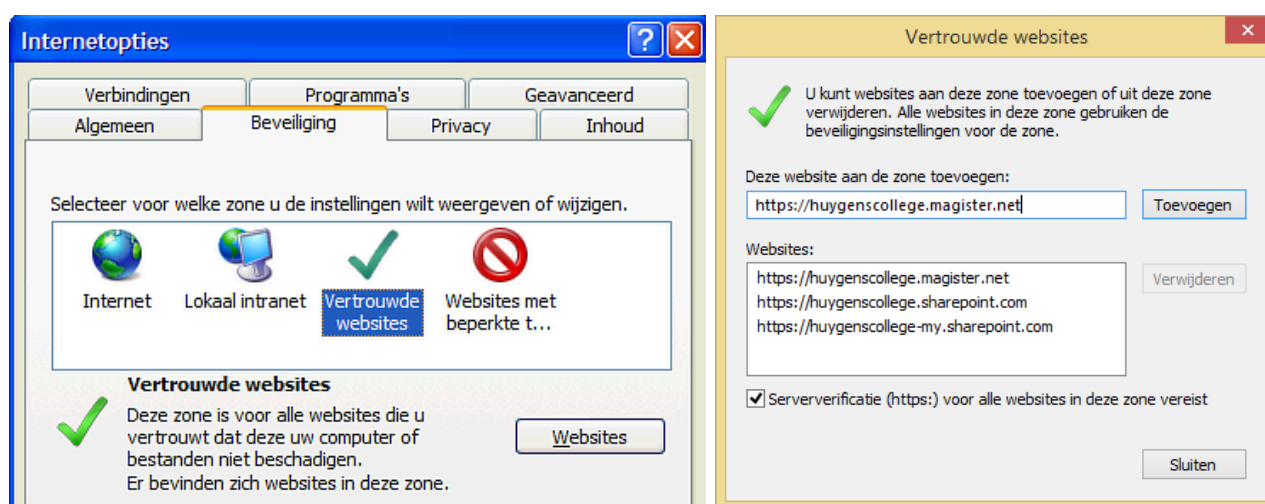 Internetopties
Verbindingen
Programma's
Geavanceerd
Algemeen
Beveiliging
Privacy
Inhoud
Selecteer voor welke zone u de instellingen wilt weergeven of wijzigen.
Internet
Lokaal intranet
Vertrouwde
websites
Websites met
beperkte t...
Vertrouwde websites
Deze zone is voor alle websites die u
vertrouwt dat deze uw computer of
bestanden niet beschadigen.
Er bevinden zich websites in deze zone.
Websites
Vertrouwde websites
U kunt websites aan deze zone toevoegen of uit deze zone
verwijderen. Alle websites in deze zone gebruiken de
beveiligingsinstellingen voor de zone.
Deze website aan de zone toevoegen:
https://huygenscollege.magister.net
Toevoegen
Websites:
https://huygenscollege.magister.net
https://huygenscollege.sharepoint.com
https://huygenscollege-my.sharepoint.com
Verwijderen
Serververificatie (https:) voor alle websites in deze zone vereist
Sluiten